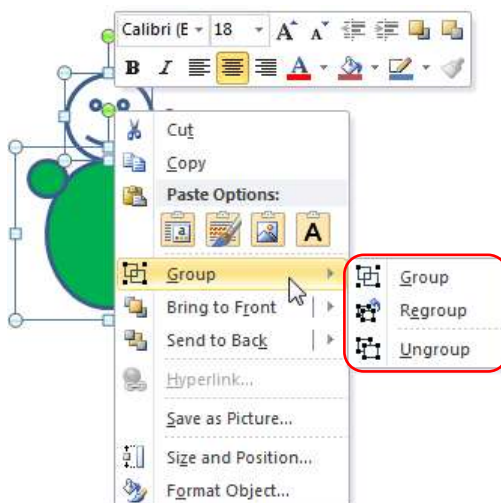 Calibri (E 18 A A
B I A
Cut
Copy
Paste Options:
a A
Group
Bring to Front
Send to Back
Hyperlink...
Save as Picture...
Size and Position...
Format Object...
Group
Regroup
Ungroup